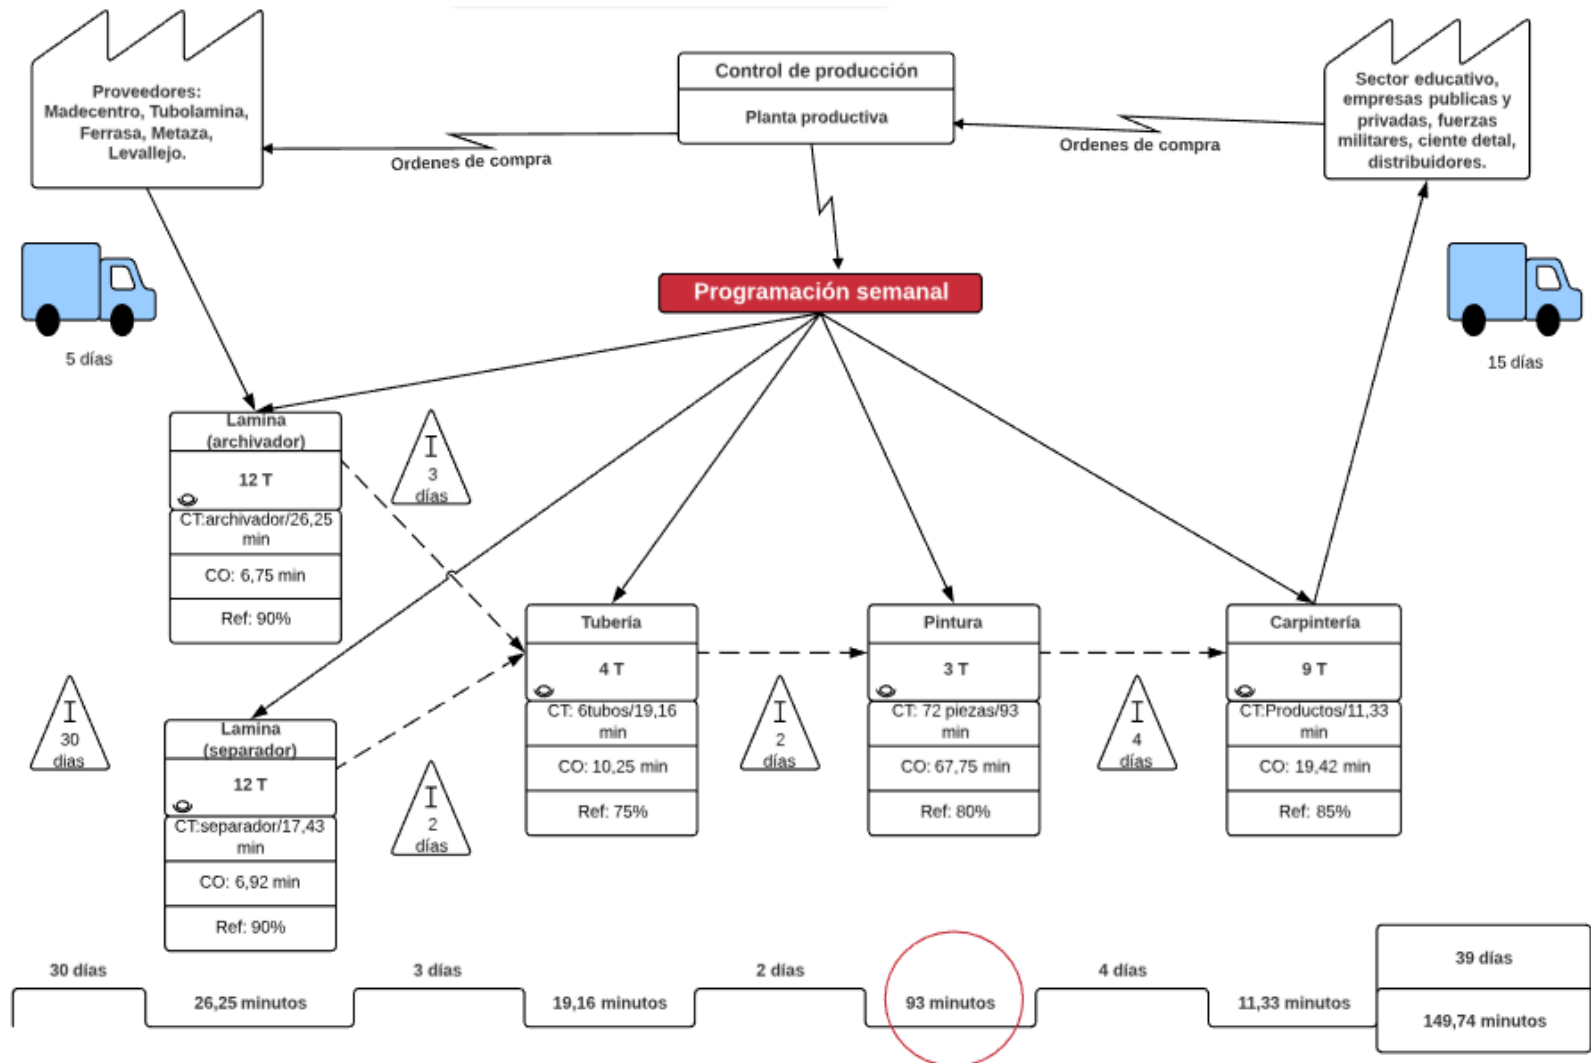 Proveedores:
Madecentro, Tubolamina,
Ferrasa, Metaza,
Levallejo.
Control de producción
Planta productiva
Sector educativo,
empresas publicas y
privadas, fuerzas
militares, ciente detal,
distribuidores.
Ordenes de compra
Ordenes de compra
Programación semanal
5 días
15 días
Lamina
(archivador)
12 T
CT:archivador/26,25
min
CO: 6,75 min
Ref: 90%
I
3
días
Tubería
4 T
CT: 6tubos/19,16
min
CO: 10,25 min
Ref: 75%
Pintura
3 T
CT: 72 piezas/93
min
CO: 67,75 min
Ref: 80%
Carpintería
9 T
CT:Productos/11,33
min
CO: 19,42 min
Ref: 85%
I
30
dias
Lamina
(separador)
12 T
CT:separador/17,43
min
CO: 6,92 min
Ref: 90%
I
2
días
I
2
días
I
4
días
30 días
26,25 minutos
3 días
19,16 minutos
2 días
93 minutos
4 días
11,33 minutos
39 días
149,74 minutos